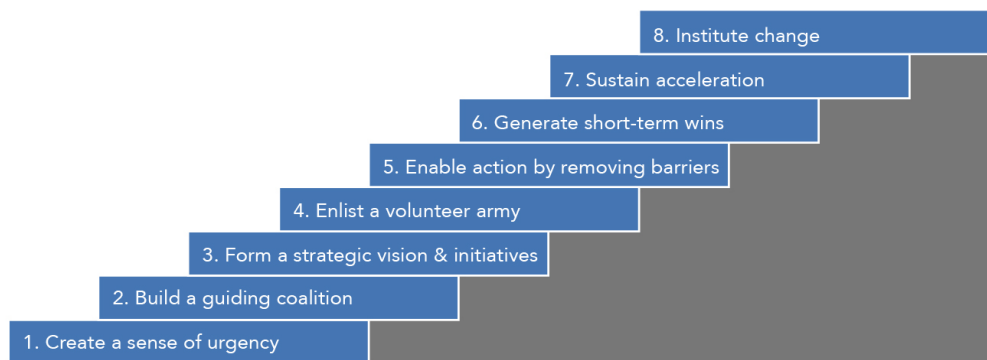 8. Institute change
7. Sustain acceleration
6. Generate short-term wins
5. Enable action by removing barriers
4. Enlist a volunteer army
3. Form a strategic vision & initiatives
2. Build a guiding coalition
1. Create a sense of urgency